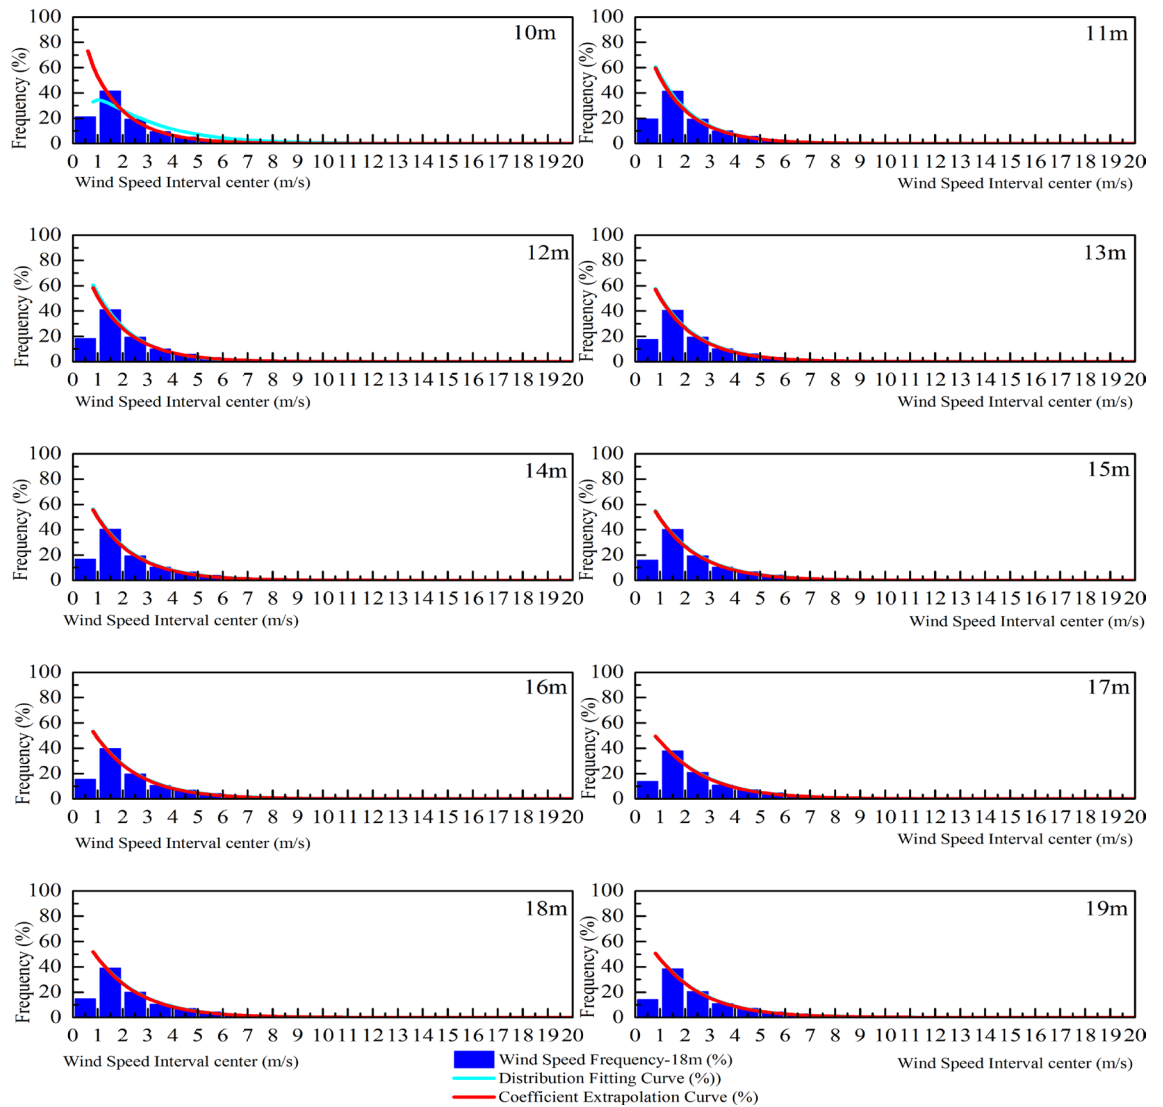 10m
Frequency (%)
100
80
60
40
20
0
0 1 2 3 4 5 6 7 8 9 10 11 12 13 14 15 16 17 18 19 20
Wind Speed Interval center (m/s)
11m
Frequency (%)
100
80
60
40
20
0
0 1 2 3 4 5 6 7 8 9 10 11 12 13 14 15 16 17 18 19 20
Wind Speed Interval center (m/s)
12m
Frequency (%)
100
80
60
40
20
0
0 1 2 3 4 5 6 7 8 9 10 11 12 13 14 15 16 17 18 19 20
Wind Speed Interval center (m/s)
13m
Frequency (%)
100
80
60
40
20
0
0 1 2 3 4 5 6 7 8 9 10 11 12 13 14 15 16 17 18 19 20
Wind Speed Interval center (m/s)
14m
Frequency (%)
100
80
60
40
20
0
0 1 2 3 4 5 6 7 8 9 10 11 12 13 14 15 16 17 18 19 20
Wind Speed Interval center (m/s)
15m
Frequency (%)
100
80
60
40
20
0
0 1 2 3 4 5 6 7 8 9 10 11 12 13 14 15 16 17 18 19 20
Wind Speed Interval center (m/s)
16m
Frequency (%)
100
80
60
40
20
0
0 1 2 3 4 5 6 7 8 9 10 11 12 13 14 15 16 17 18 19 20
Wind Speed Interval center (m/s)
17m
Frequency (%)
100
80
60
40
20
0
0 1 2 3 4 5 6 7 8 9 10 11 12 13 14 15 16 17 18 19 20
Wind Speed Interval center (m/s)
18m
Frequency (%)
100
80
60
40
20
0
0 1 2 3 4 5 6 7 8 9 10 11 12 13 14 15 16 17 18 19 20
Wind Speed Interval center (m/s)
19m
Frequency (%)
100
80
60
40
20
0
0 1 2 3 4 5 6 7 8 9 10 11 12 13 14 15 16 17 18 19 20
Wind Speed Interval center (m/s)
Wind Speed Frequency-18m (%)
Distribution Fitting Curve (%))
Coefficient Extrapolation Curve (%)